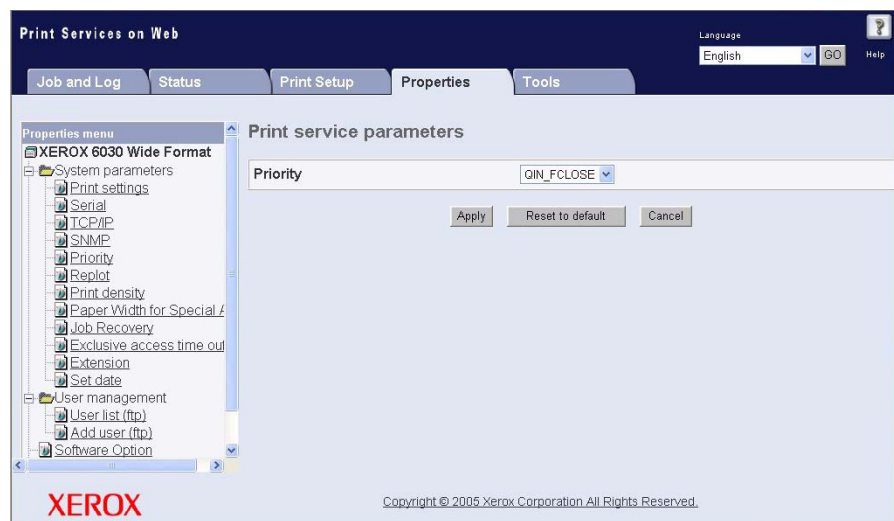 Print Services on Web
Language
English
GO
Help
Job and Log
Status
Print Setup
Properties
Tools
Properties menu
XEROX 6030 Wide Format
System parameters
Print settings
Serial
TCP/IP
SNMP
Priority
Replot
Print density
Paper Width for Special A
Job Recovery
Exclusive access time out
Extension
Set date
User management
User list (ftp)
Add user (ftp)
Software Option
Print service parameters
Priority
QIN_FCLOSE
Apply
Reset to default
Cancel
XEROX
Copyright © 2005 Xerox Corporation All Rights Reserved.